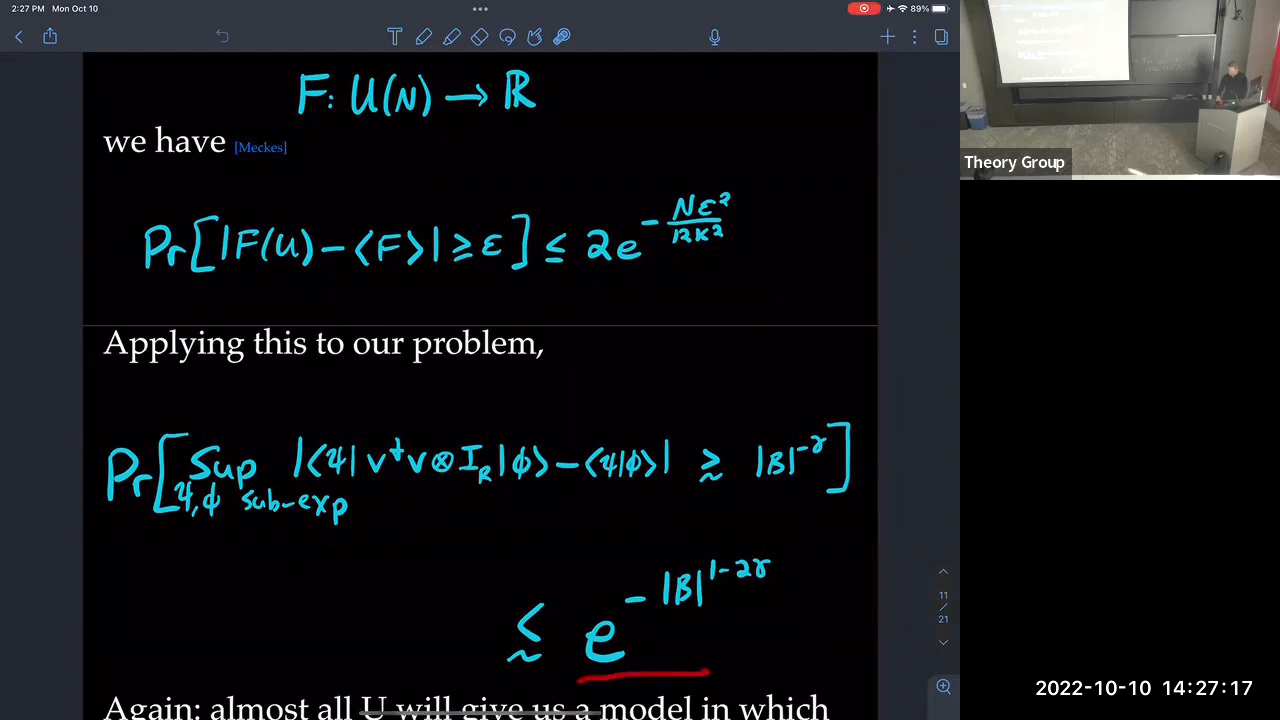 2:27 PM Mon Oct 10
89%
F: U(N) → ℝ
we have [Meckes]
Pr[|F(U) − ⟨F⟩| ≥ ε] ≤ 2e^{−Nε²/12K²}
Applying this to our problem,
Pr[sup_{ψ,ϕ sub-exp} |⟨ψ|V†V⊗I_R|ϕ⟩ − ⟨ψ|ϕ⟩| ≳ |B|^{−γ}]
≲ e^{−|B|^{1−2γ}}
Again: almost all U will give us a model in which
11
/
21
Theory Group
2022-10-10 14:27:17